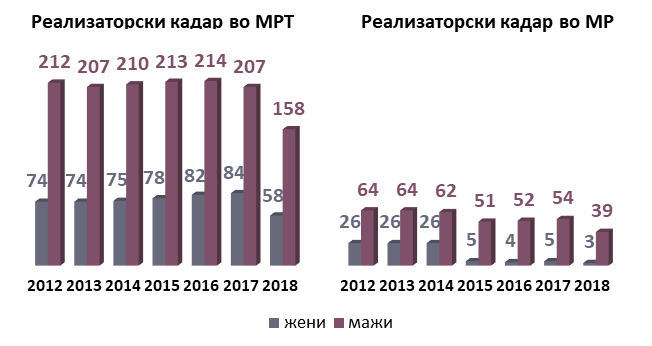 Реализаторски кадар во МРТ
212 207 210 213 214 207 158
74 74 75 78 82 84 58
2012 2013 2014 2015 2016 2017 2018
Реализаторски кадар во МР
64 64 62 51 52 54 39
26 26 26 5 4 5 3
2012 2013 2014 2015 2016 2017 2018
жени мажи